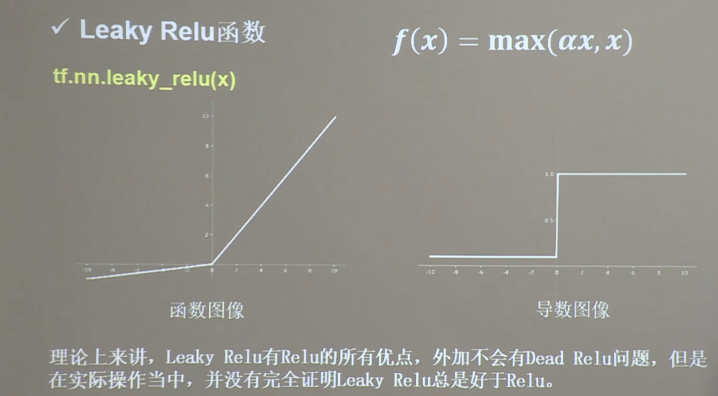 ✓ Leaky Relu函数
f(x) = max(αx, x)
tf.nn.leaky_relu(x)
10
8
6
4
2
-10 -8 -6 -4 -2 0 2 4 6 8 10
函数图像
1.0
0.5
-10 -8 -6 -4 -2 0 2 4 6 8 10
导数图像
理论上来讲，Leaky Relu有Relu的所有优点，外加不会有Dead Relu问题，但是
在实际操作当中，并没有完全证明Leaky Relu总是好于Relu。